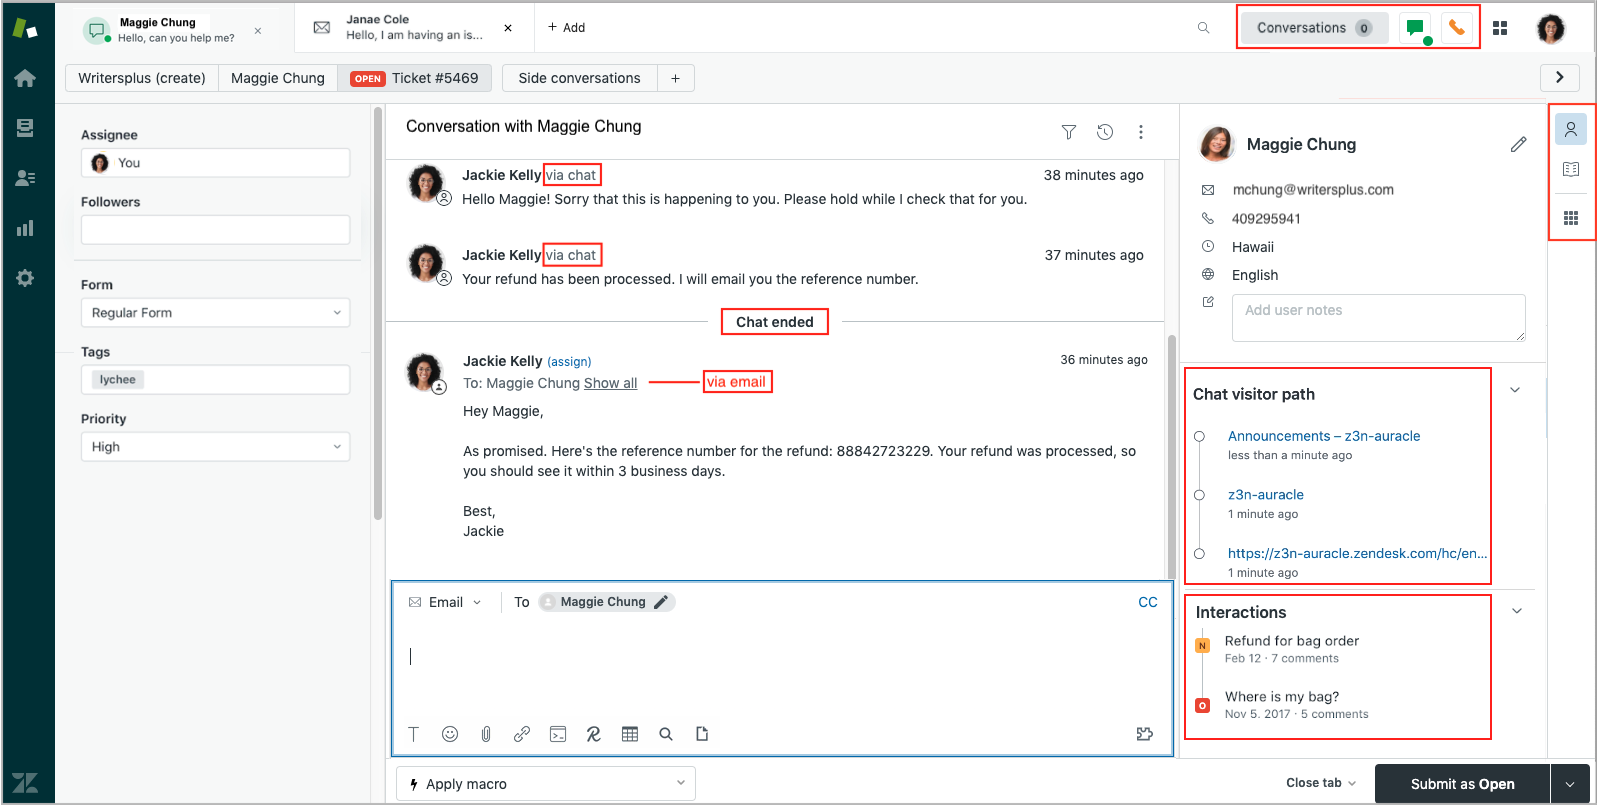 Maggie Chung
Hello, can you help me?
Janae Cole
Hello, I am having an is...
+ Add
Conversations 0
Writersplus (create)
Maggie Chung
OPEN Ticket #5469
Side conversations
+
Assignee
You
Followers
Form
Regular Form
Tags
lychee
Priority
High
Conversation with Maggie Chung
Jackie Kelly via chat
38 minutes ago
Hello Maggie! Sorry that this is happening to you. Please hold while I check that for you.
Jackie Kelly via chat
37 minutes ago
Your refund has been processed. I will email you the reference number.
Chat ended
Jackie Kelly (assign)
36 minutes ago
To: Maggie Chung Show all
via email
Hey Maggie,
As promised. Here's the reference number for the refund: 88842723229. Your refund was processed, so
you should see it within 3 business days.
Best,
Jackie
Email
To
Maggie Chung
CC
Apply macro
Close tab
Submit as Open
Maggie Chung
mchung@writersplus.com
409295941
Hawaii
English
Add user notes
Chat visitor path
Announcements – z3n-auracle
less than a minute ago
z3n-auracle
1 minute ago
https://z3n-auracle.zendesk.com/hc/en...
1 minute ago
Interactions
N
Refund for bag order
Feb 12 · 7 comments
O
Where is my bag?
Nov 5. 2017 · 5 comments